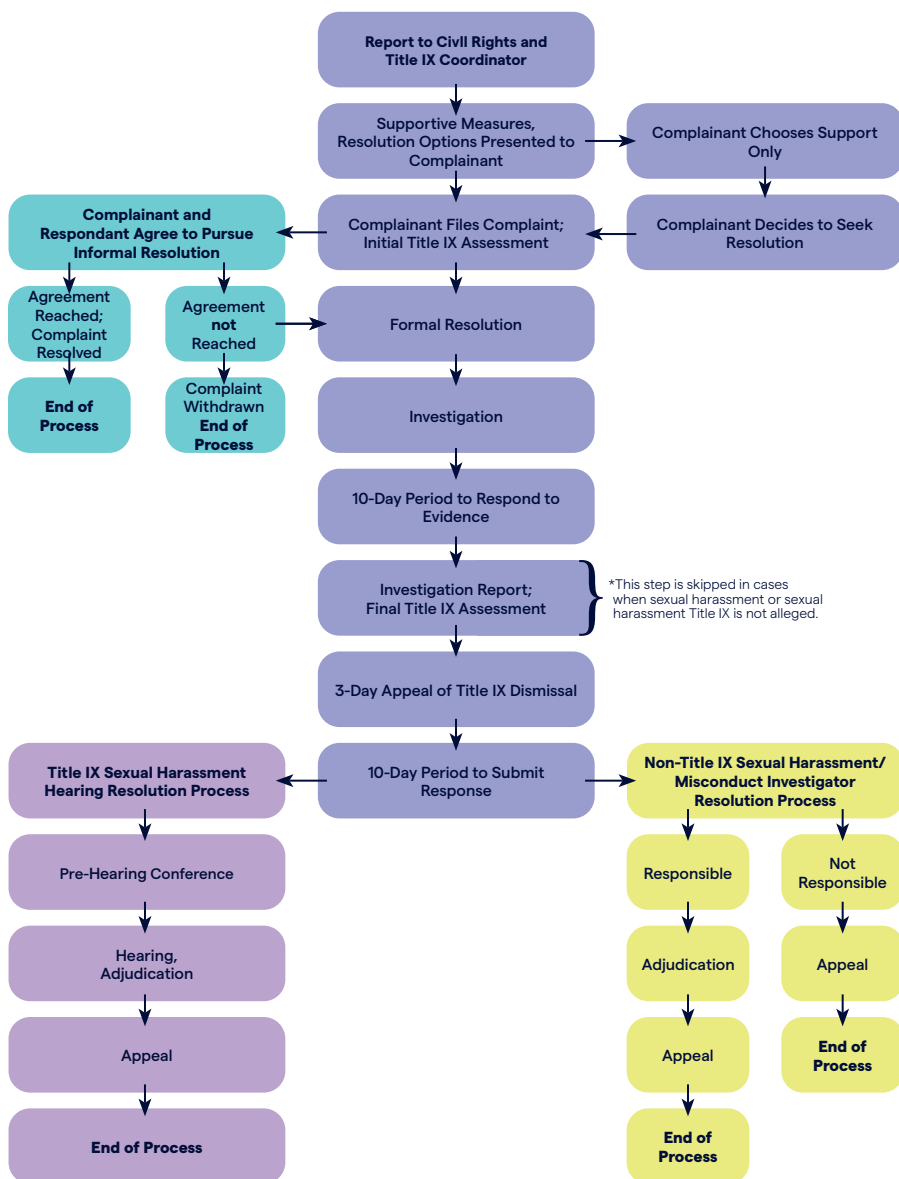 Report to Civil Rights and
Title IX Coordinator
Supportive Measures,
Resolution Options Presented to
Complainant
Complainant Chooses Support
Only
Complainant and
Respondant Agree to Pursue
Informal Resolution
Complainant Files Complaint;
Initial Title IX Assessment
Complainant Decides to Seek
Resolution
Agreement
Reached;
Complaint
Resolved
Agreement
not
Reached
Formal Resolution
End of
Process
Complaint
Withdrawn
End of
Process
Investigation
10-Day Period to Respond to
Evidence
Investigation Report;
Final Title IX Assessment
*This step is skipped in cases
when sexual harassment or sexual
harassment Title IX is not alleged.
3-Day Appeal of Title IX Dismissal
Title IX Sexual Harassment
Hearing Resolution Process
10-Day Period to Submit
Response
Non-Title IX Sexual Harassment/
Misconduct Investigator
Resolution Process
Pre-Hearing Conference
Responsible
Not
Responsible
Hearing,
Adjudication
Adjudication
Appeal
Appeal
Appeal
End of
Process
End of Process
End of
Process